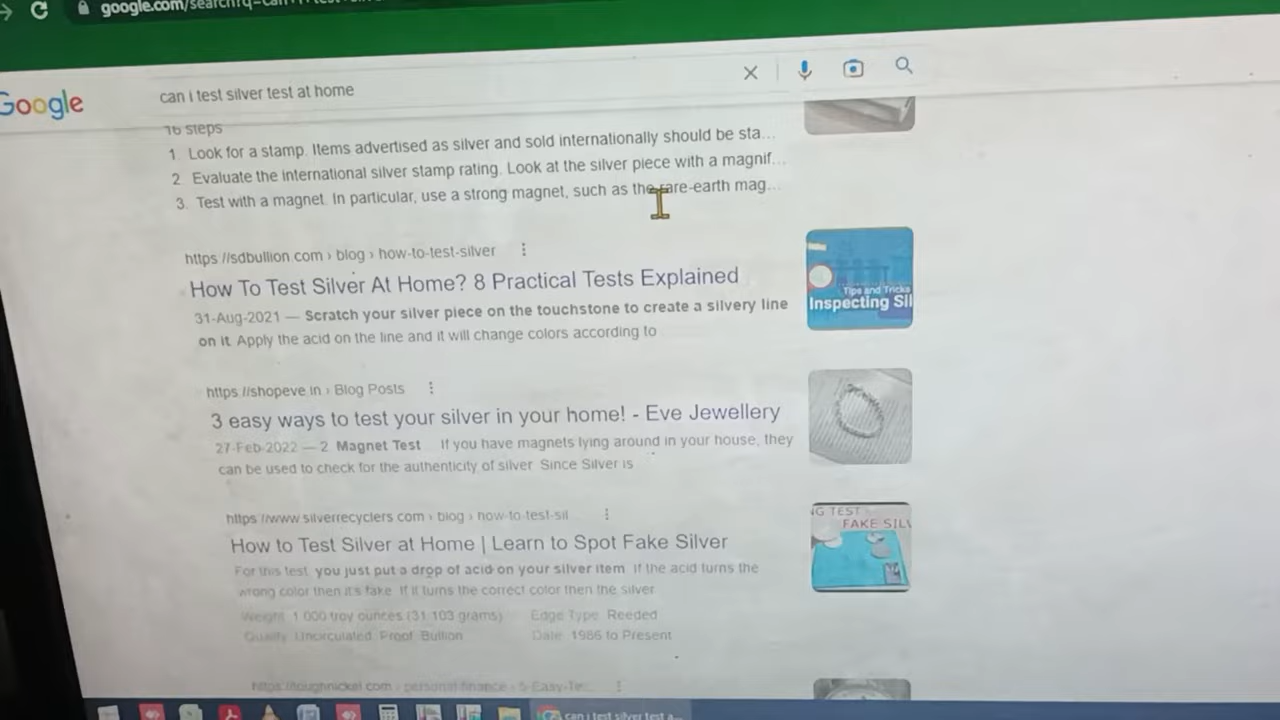 google.com/search?q=can+i+test
Google
can i test silver test at home
16 steps
1. Look for a stamp. Items advertised as silver and sold internationally should be sta...
2. Evaluate the international silver stamp rating. Look at the silver piece with a magnif...
3. Test with a magnet. In particular, use a strong magnet, such as the rare-earth mag...
https://sdbullion.com › blog › how-to-test-silver
How To Test Silver At Home? 8 Practical Tests Explained
31-Aug-2021 — Scratch your silver piece on the touchstone to create a silvery line
on it. Apply the acid on the line and it will change colors according to
Tips and Tricks
Inspecting Sil
https://shopeve.in › Blog Posts
3 easy ways to test your silver in your home! - Eve Jewellery
27-Feb-2022 — 2. Magnet Test If you have magnets lying around in your house, they
can be used to check for the authenticity of silver. Since Silver is
https://www.silverrecyclers.com › blog › how-to-test-sil...
How to Test Silver at Home | Learn to Spot Fake Silver
For this test, you just put a drop of acid on your silver item. If the acid turns the
wrong color then it's fake. If it turns the correct color then the silver
Weight: 1.000 troy ounces (31.103 grams) Edge Type: Reeded
Quality: Uncirculated; Proof; Bullion Date: 1986 to Present
NG TEST
FAKE SILV
https://toughnickel.com › personal-finance › 5-Easy-Te...
can i test silver test a...